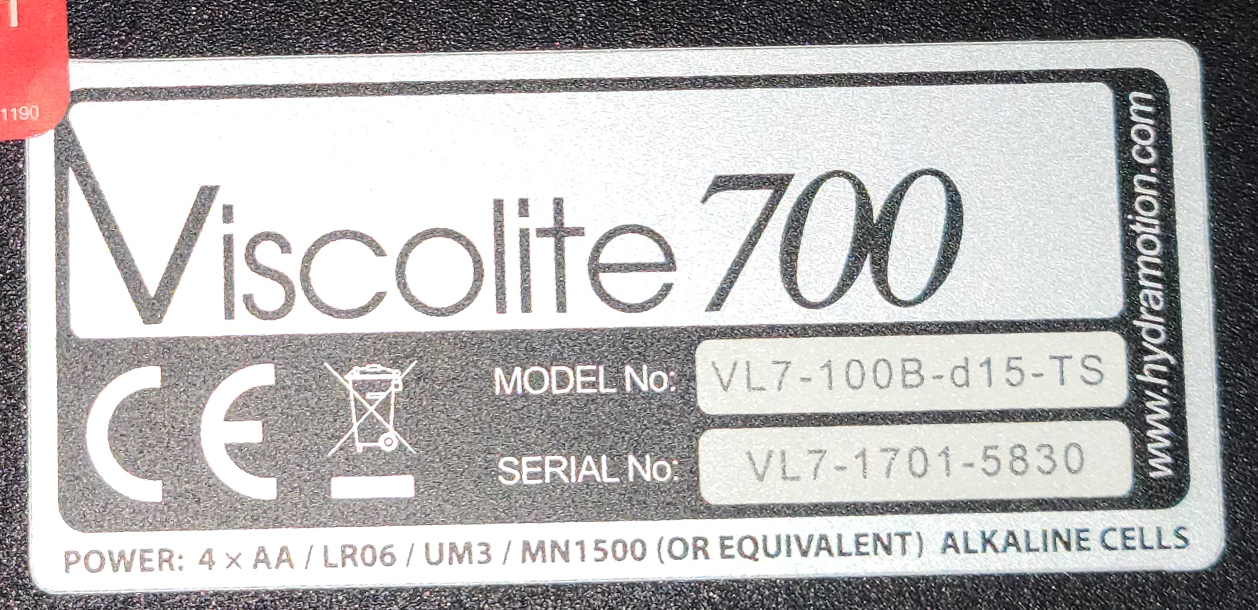 1190
Viscolite 700
MODEL No: VL7-100B-d15-TS
SERIAL No: VL7-1701-5830
www.hydramotion.com
POWER: 4 × AA / LR06 / UM3 / MN1500 (OR EQUIVALENT) ALKALINE CELLS